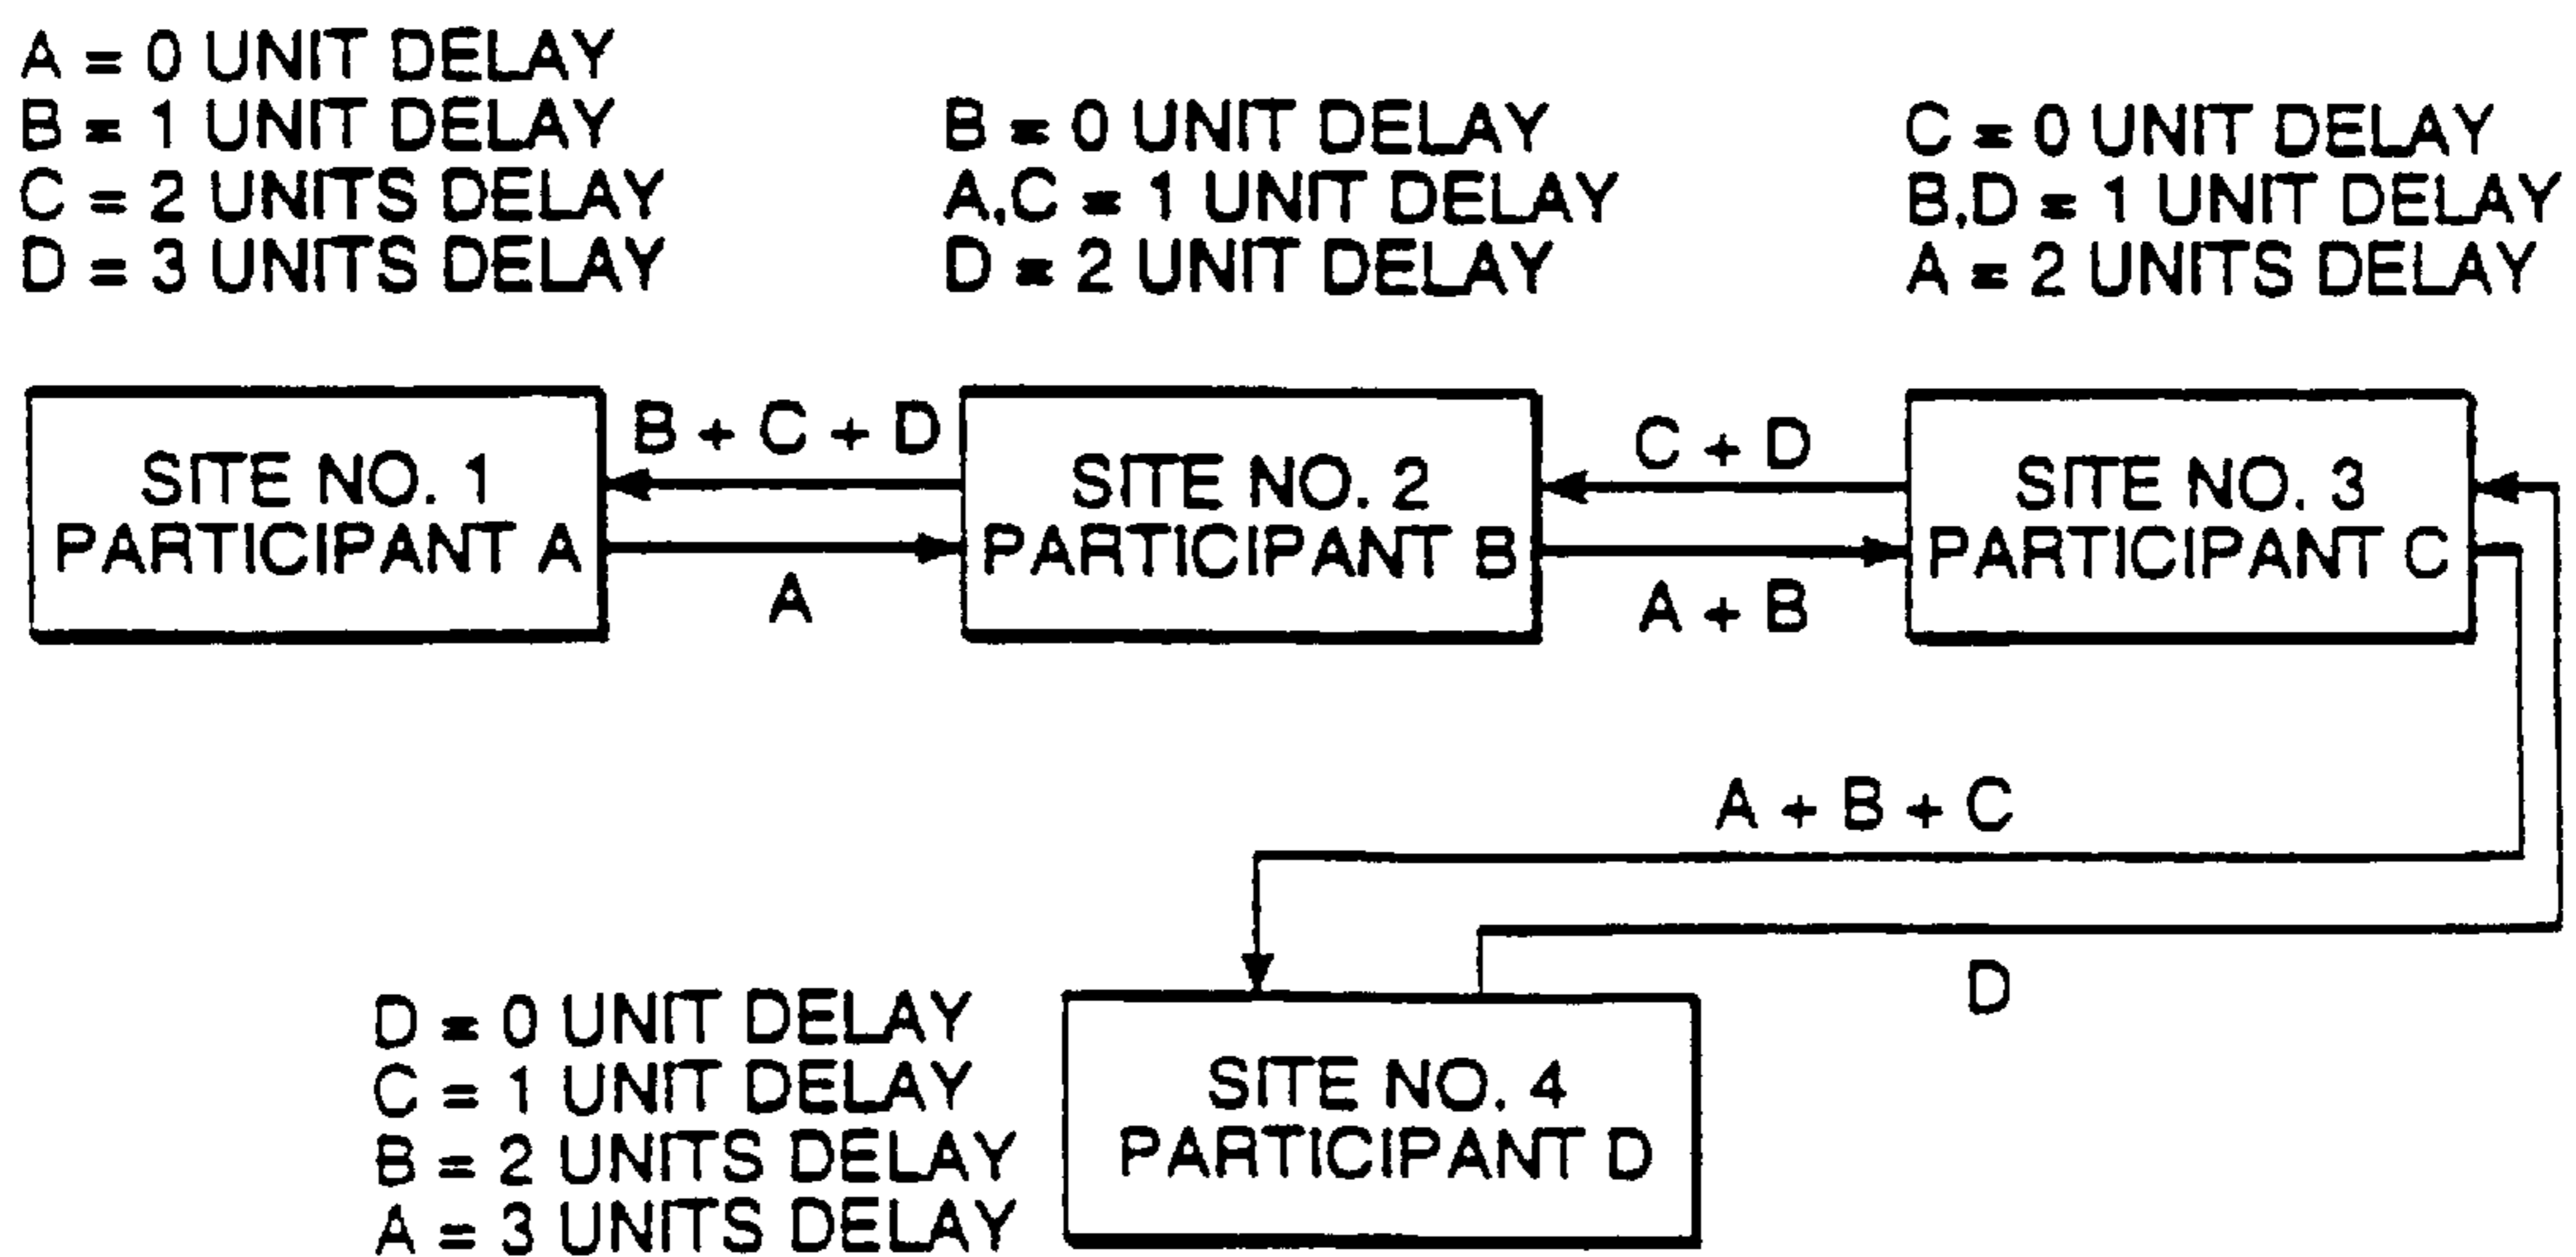 A = 0 UNIT DELAY
B = 1 UNIT DELAY
C = 2 UNITS DELAY
D = 3 UNITS DELAY
B = 0 UNIT DELAY
A,C = 1 UNIT DELAY
D = 2 UNIT DELAY
C = 0 UNIT DELAY
B,D = 1 UNIT DELAY
A = 2 UNITS DELAY
SITE NO. 1
PARTICIPANT A
B + C + D
A
SITE NO. 2
PARTICIPANT B
C + D
A + B
SITE NO. 3
PARTICIPANT C
A + B + C
D
D = 0 UNIT DELAY
C = 1 UNIT DELAY
B = 2 UNITS DELAY
A = 3 UNITS DELAY
SITE NO. 4
PARTICIPANT D